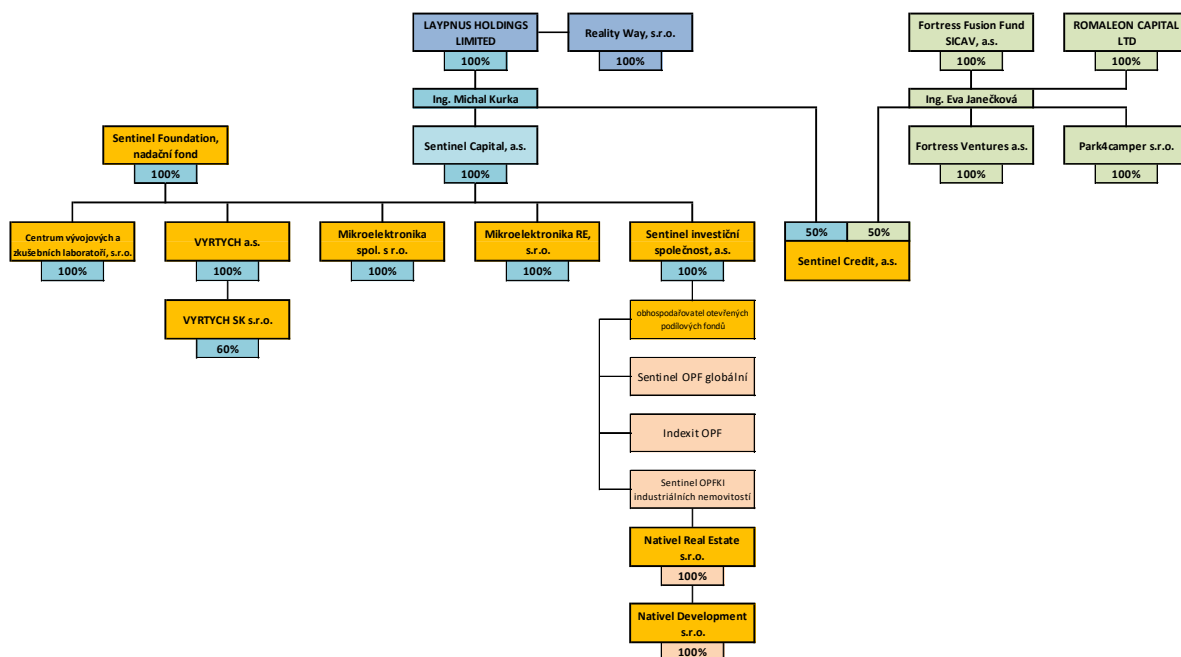 LAYPNUS HOLDINGS
LIMITED
100%
Reality Way, s.r.o.
100%
Fortress Fusion Fund
SICAV, a.s.
100%
ROMALEON CAPITAL
LTD
100%
Ing. Michal Kurka
Ing. Eva Janečková
Sentinel Foundation,
nadační fond
100%
Sentinel Capital, a.s.
100%
Fortress Ventures a.s.
100%
Park4camper s.r.o.
100%
Centrum vývojových a
zkušebních laboratoří, s.r.o.
100%
VYRTYCH a.s.
100%
Mikroelektronika
spol. s r.o.
100%
Mikroelektronika RE,
s.r.o.
100%
Sentinel investiční
společnost, a.s.
100%
50%
50%
Sentinel Credit, a.s.
VYRTYCH SK s.r.o.
60%
obhospodařovatel otevřených
podílových fondů
Sentinel OPF globální
Indexit OPF
Sentinel OPFKI
industriálních nemovitostí
Nativel Real Estate
s.r.o.
100%
Nativel Development
s.r.o.
100%